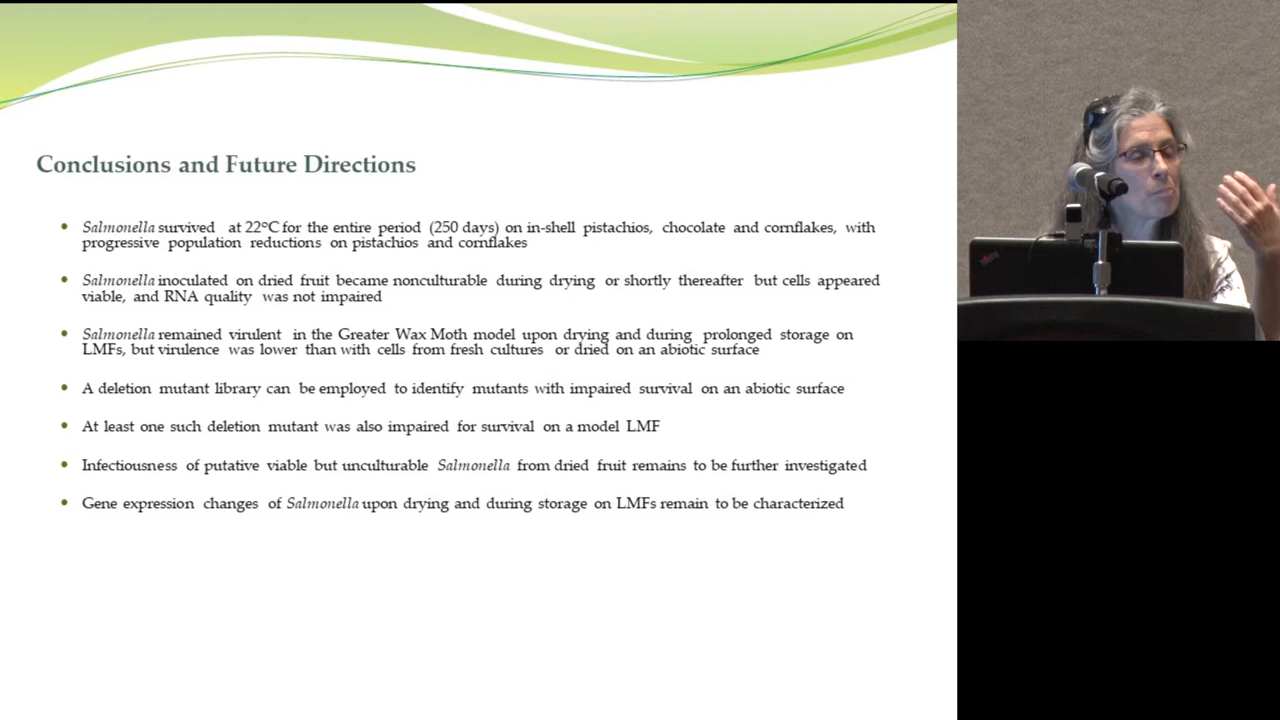 Conclusions and Future Directions
• Salmonella survived at 22°C for the entire period (250 days) on in-shell pistachios, chocolate and cornflakes, with
progressive population reductions on pistachios and cornflakes
• Salmonella inoculated on dried fruit became nonculturable during drying or shortly thereafter but cells appeared
viable, and RNA quality was not impaired
• Salmonella remained virulent in the Greater Wax Moth model upon drying and during prolonged storage on
LMFs, but virulence was lower than with cells from fresh cultures or dried on an abiotic surface
• A deletion mutant library can be employed to identify mutants with impaired survival on an abiotic surface
• At least one such deletion mutant was also impaired for survival on a model LMF
• Infectiousness of putative viable but unculturable Salmonella from dried fruit remains to be further investigated
• Gene expression changes of Salmonella upon drying and during storage on LMFs remain to be characterized